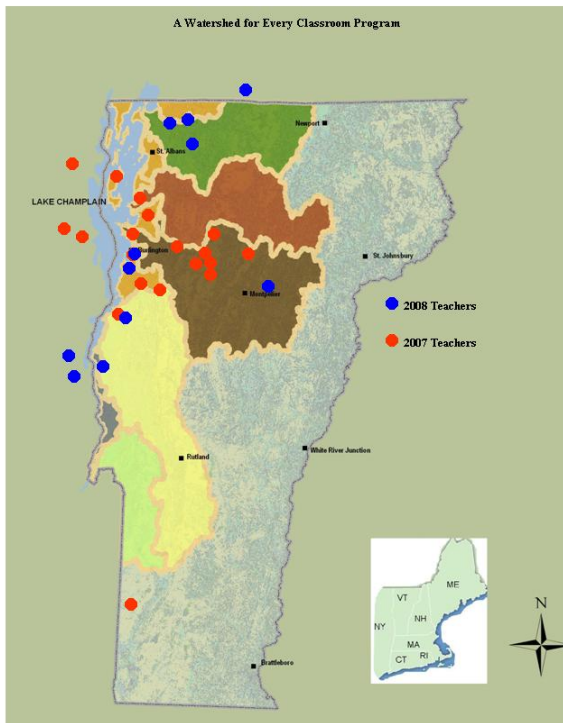 A Watershed for Every Classroom Program
Newport
St. Albans
LAKE CHAMPLAIN
Burlington
St. Johnsbury
Montpelier
2008 Teachers
2007 Teachers
White River Junction
Rutland
ME
VT
NH
NY
MA
RI
CT
N
Brattleboro